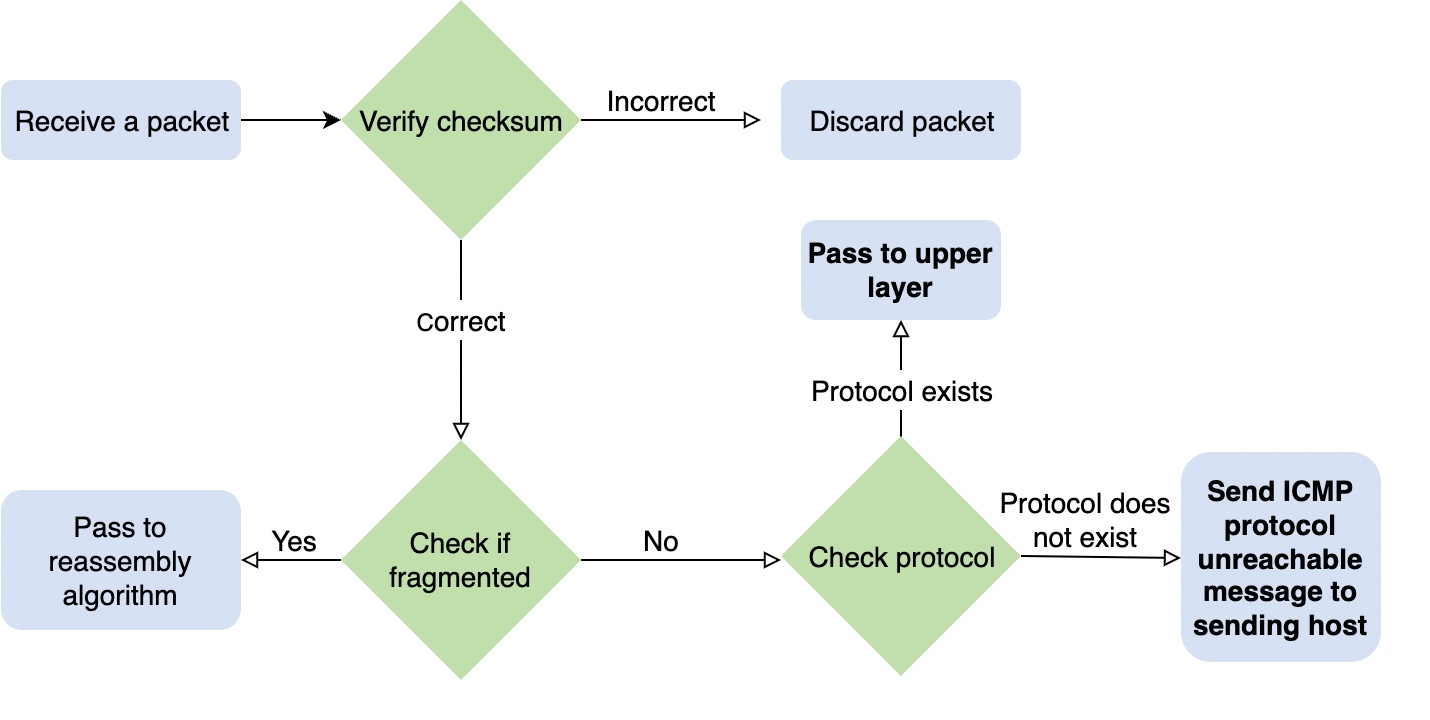 Receive a packet
Verify checksum
Incorrect
Discard packet
Correct
Pass to upper
layer
Protocol exists
Pass to
reassembly
algorithm
Yes
Check if
fragmented
No
Check protocol
Protocol does
not exist
Send ICMP
protocol
unreachable
message to
sending host